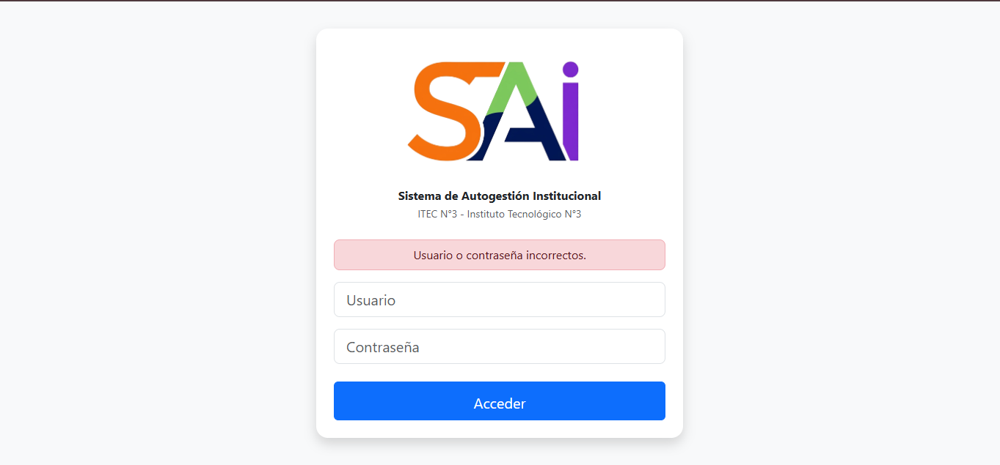 SAi
Sistema de Autogestión Institucional
ITEC N°3 - Instituto Tecnológico N°3
Usuario o contraseña incorrectos.
Usuario
Contraseña
Acceder